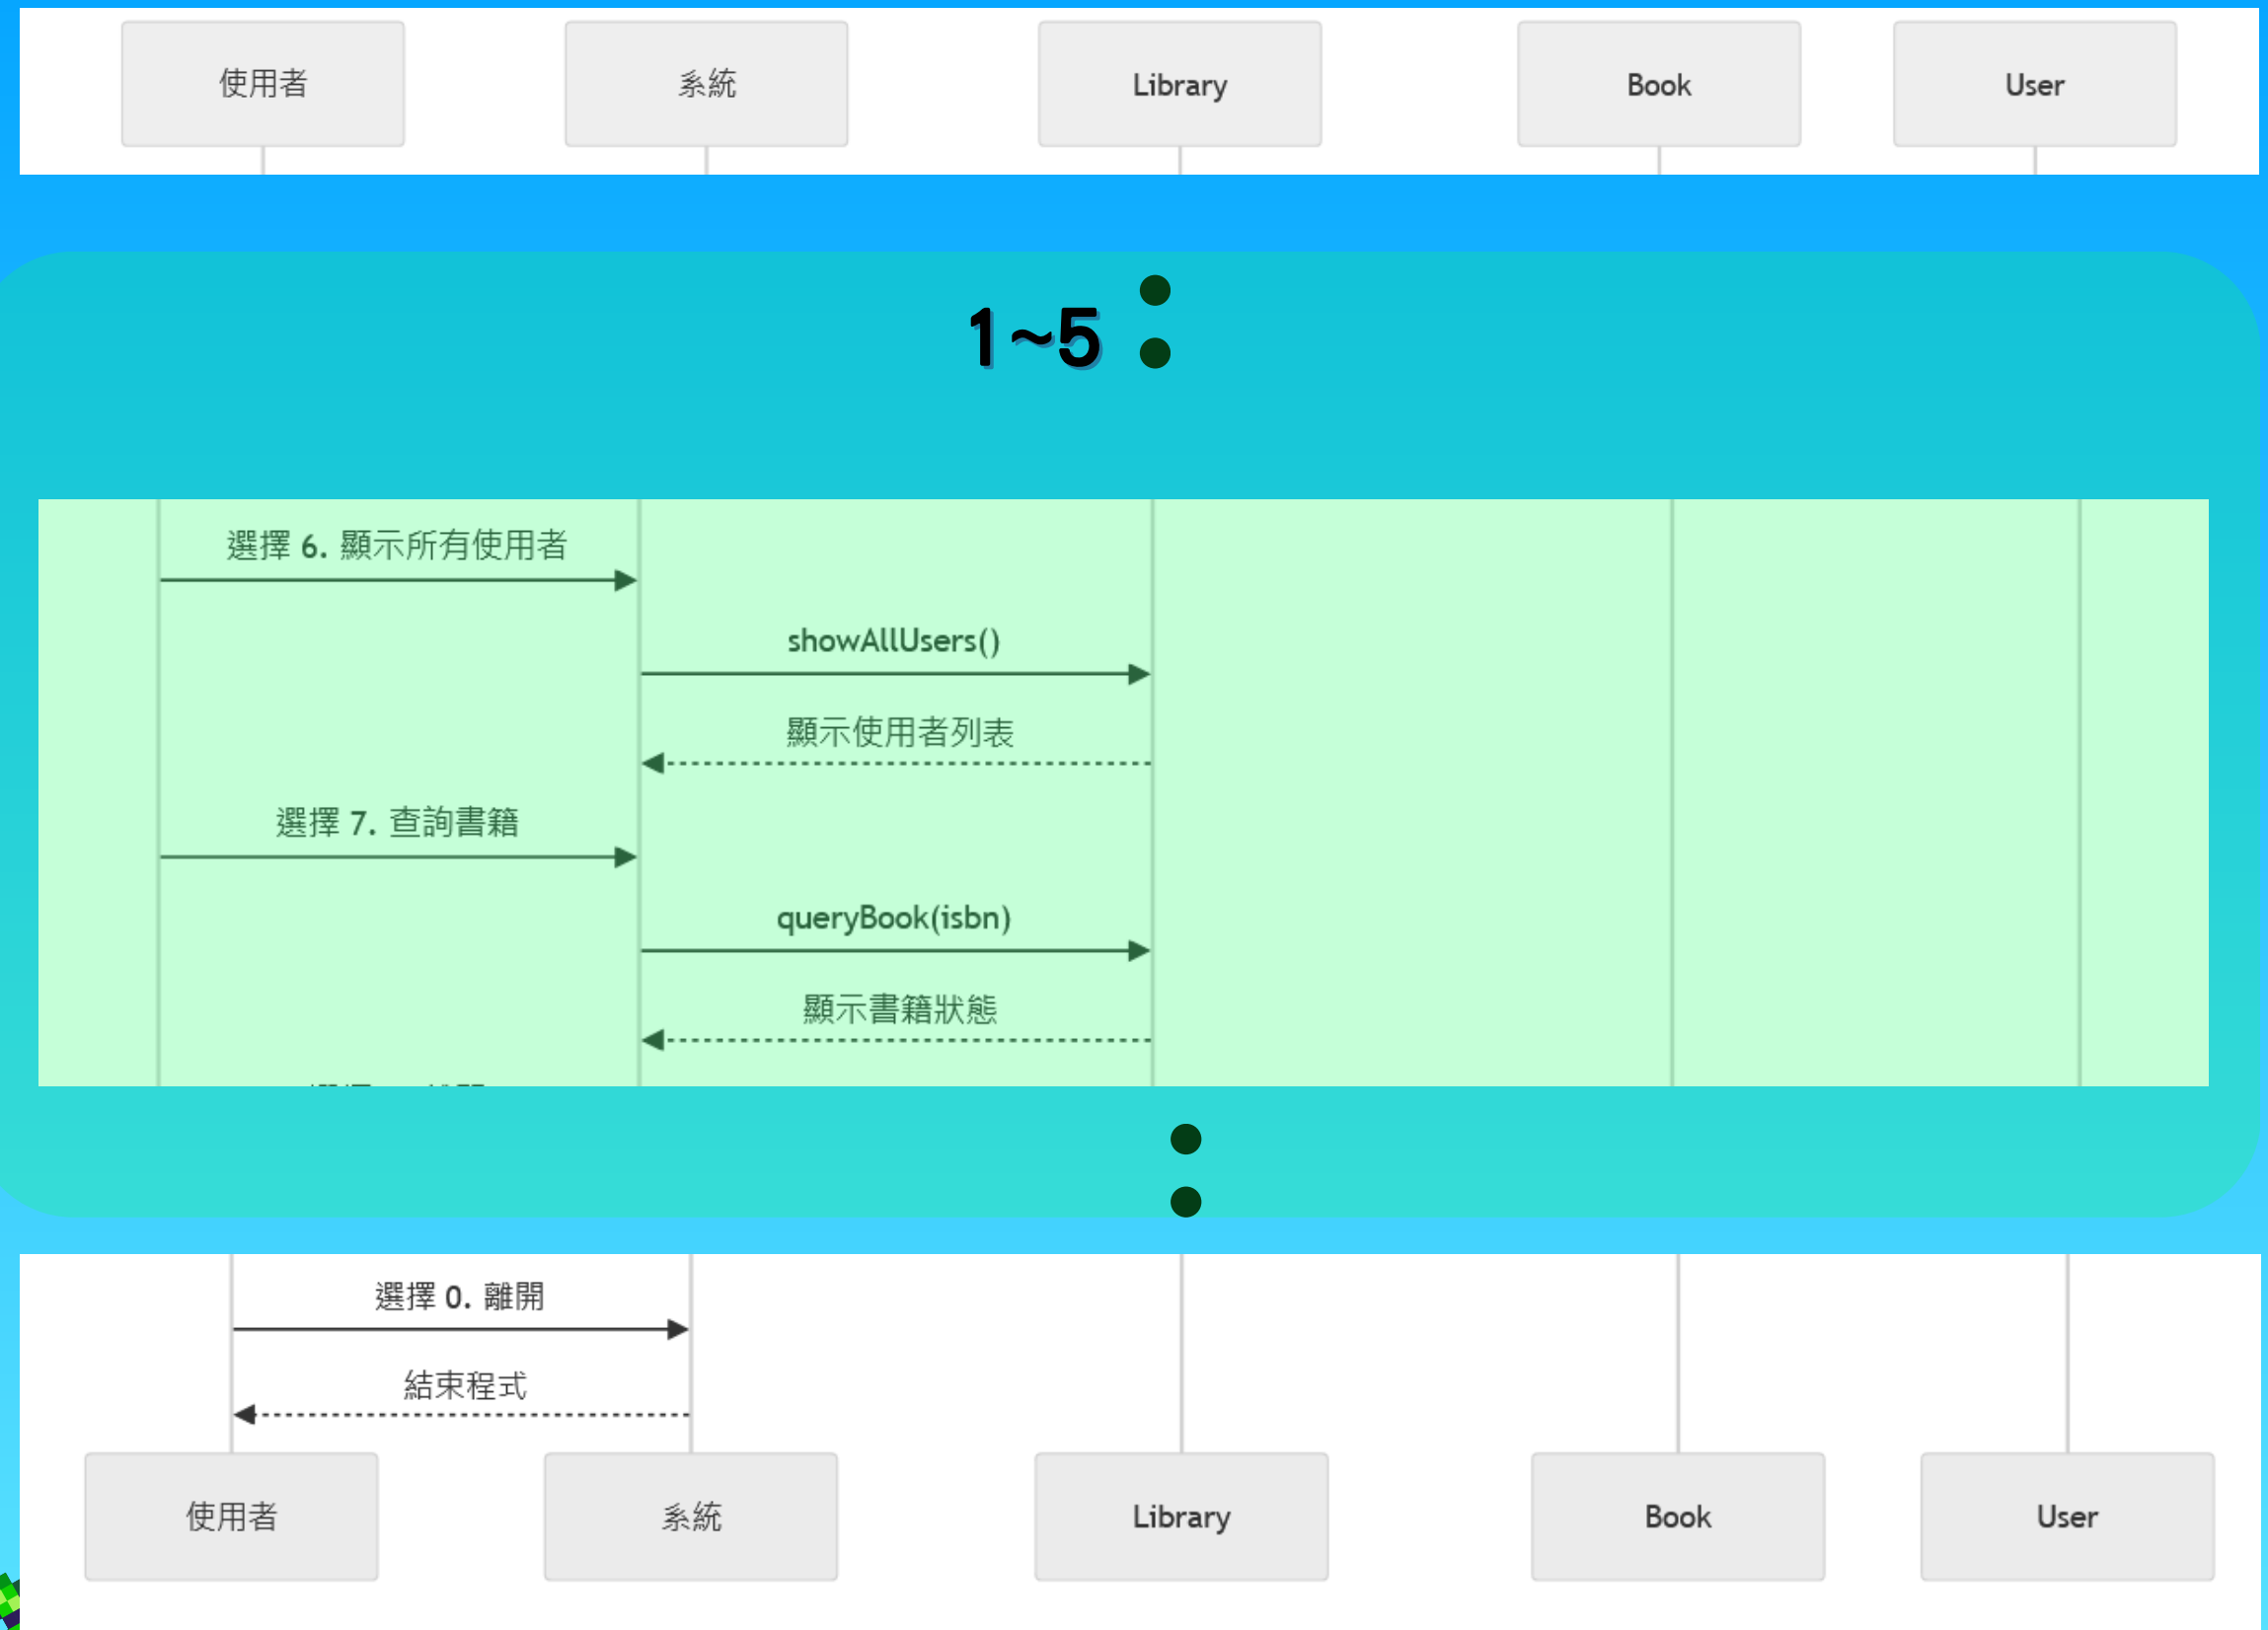 使用者
系統
Library
Book
User
1~5
選擇 6. 顯示所有使用者
showAllUsers()
顯示使用者列表
選擇 7. 查詢書籍
queryBook(isbn)
顯示書籍狀態
選擇 0. 離開
結束程式
使用者
系統
Library
Book
User